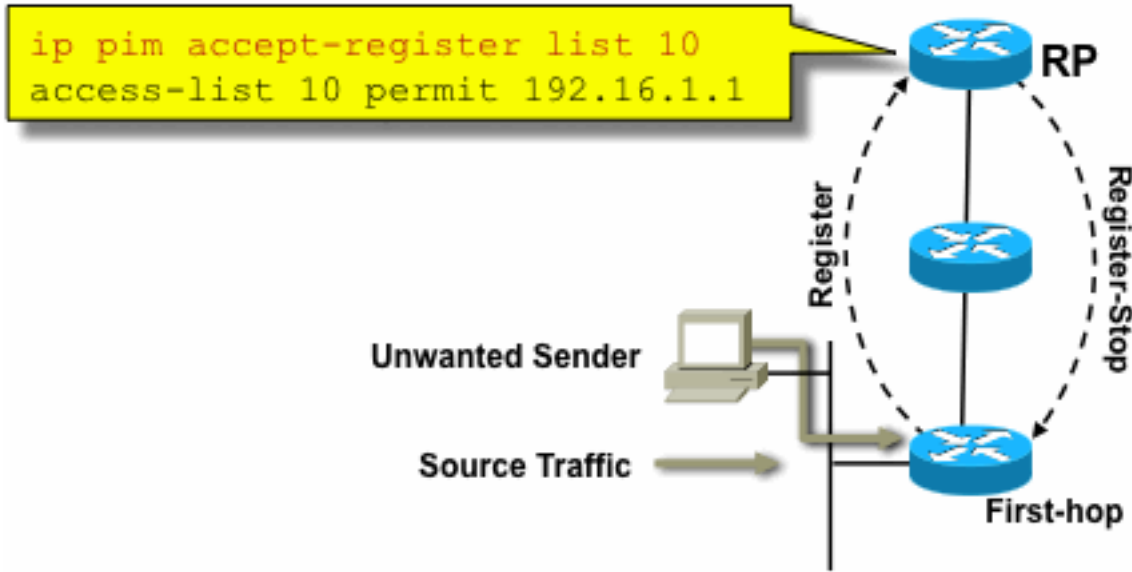 ip pim accept-register list 10
access-list 10 permit 192.16.1.1
RP
Register
Register-Stop
Unwanted Sender
Source Traffic
First-hop